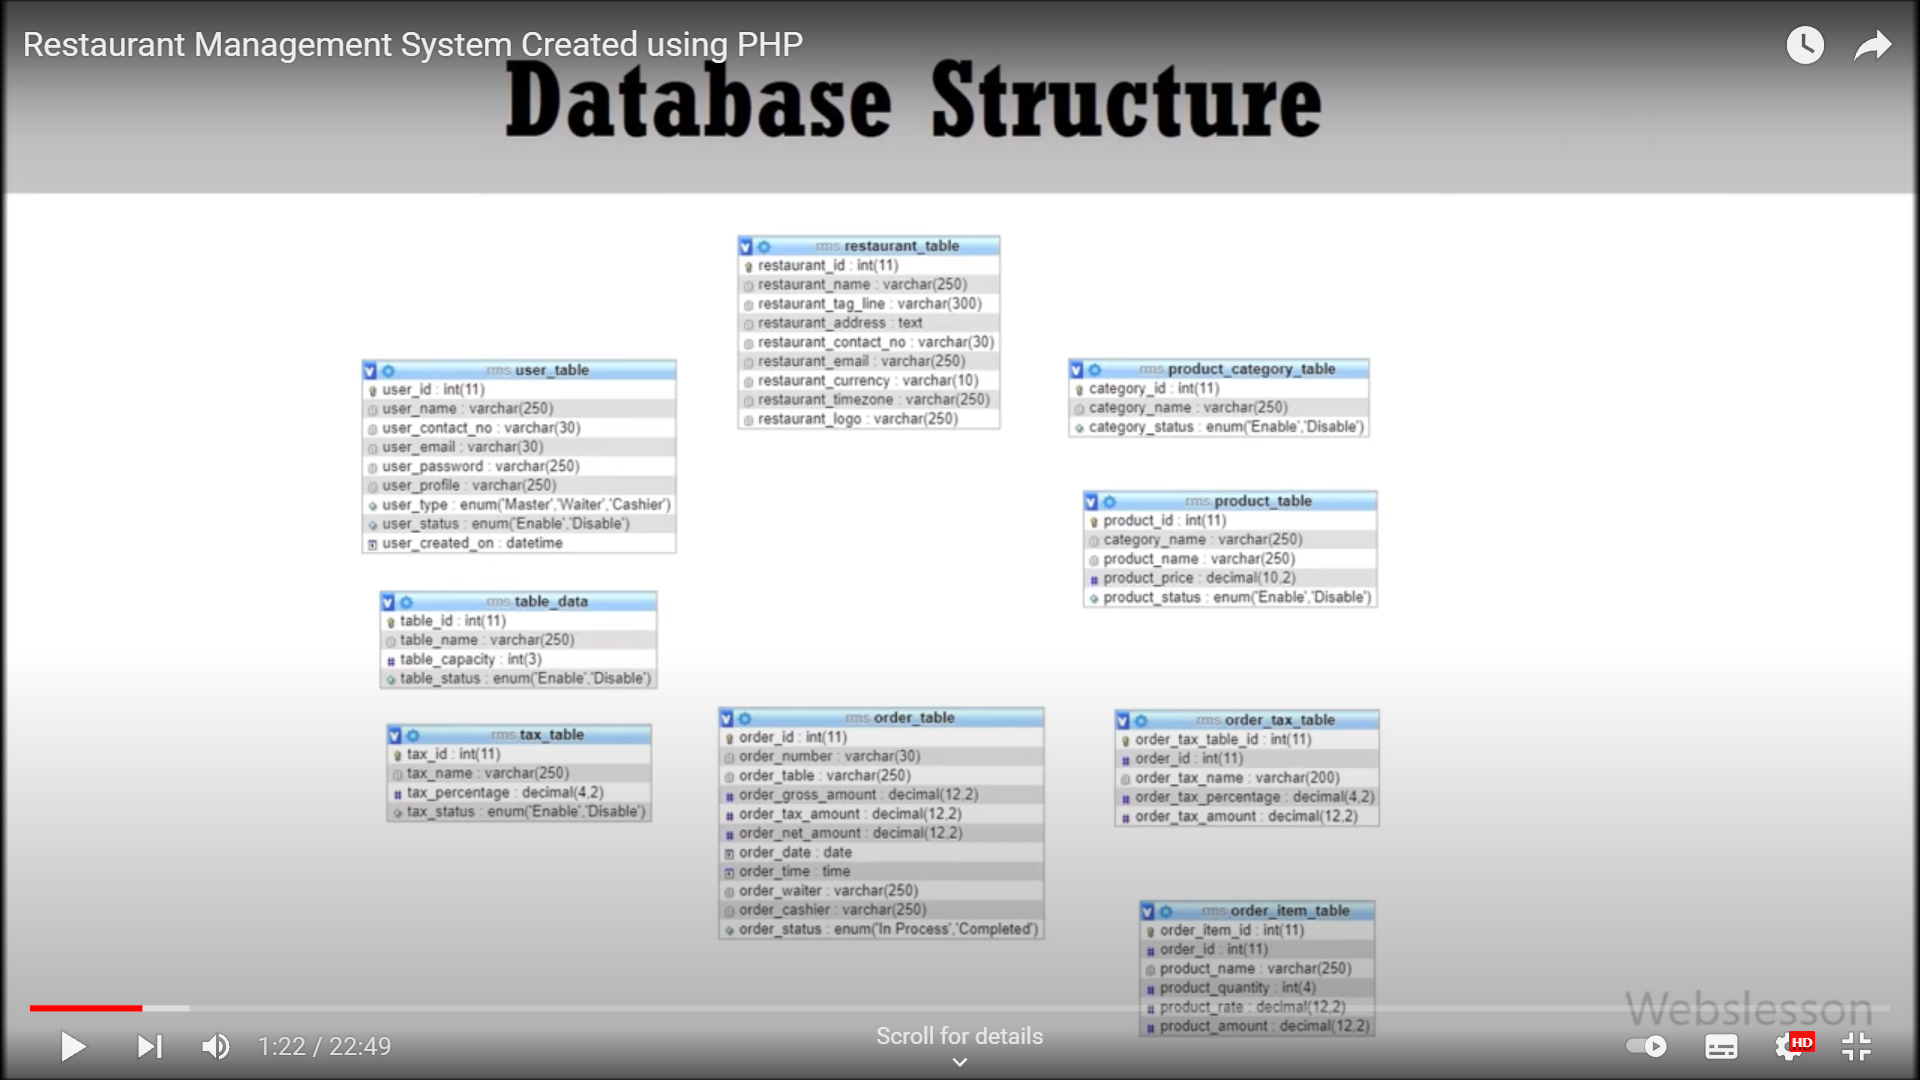 Restaurant Management System Created using PHP
Database Structure
rms restaurant_table
restaurant_id : int(11)
restaurant_name : varchar(250)
restaurant_tag_line : varchar(300)
restaurant_address : text
restaurant_contact_no : varchar(30)
restaurant_email : varchar(250)
restaurant_currency : varchar(10)
restaurant_timezone : varchar(250)
restaurant_logo : varchar(250)
rms user_table
user_id : int(11)
user_name : varchar(250)
user_contact_no : varchar(30)
user_email : varchar(30)
user_password : varchar(250)
user_profile : varchar(250)
user_type : enum('Master','Waiter','Cashier')
user_status : enum('Enable','Disable')
user_created_on : datetime
rms product_category_table
category_id : int(11)
category_name : varchar(250)
category_status : enum('Enable','Disable')
rms product_table
product_id : int(11)
category_name : varchar(250)
product_name : varchar(250)
product_price : decimal(10,2)
product_status : enum('Enable','Disable')
rms table_data
table_id : int(11)
table_name : varchar(250)
table_capacity : int(3)
table_status : enum('Enable','Disable')
rms tax_table
tax_id : int(11)
tax_name : varchar(250)
tax_percentage : decimal(4,2)
tax_status : enum('Enable','Disable')
rms order_table
order_id : int(11)
order_number : varchar(30)
order_table : varchar(250)
order_gross_amount : decimal(12,2)
order_tax_amount : decimal(12,2)
order_net_amount : decimal(12,2)
order_date : date
order_time : time
order_waiter : varchar(250)
order_cashier : varchar(250)
order_status : enum('In Process','Completed')
rms order_tax_table
order_tax_table_id : int(11)
order_id : int(11)
order_tax_name : varchar(200)
order_tax_percentage : decimal(4,2)
order_tax_amount : decimal(12,2)
rms order_item_table
order_item_id : int(11)
order_id : int(11)
product_name : varchar(250)
product_quantity : int(4)
product_rate : decimal(12,2)
product_amount : decimal(12,2)
Webslesson
1:22 / 22:49
Scroll for details
HD